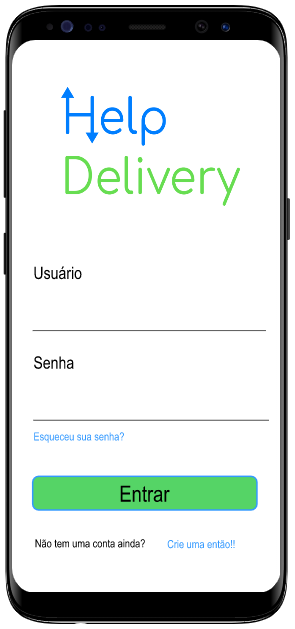 Help
Delivery
Usuário
Senha
Esqueceu sua senha?
Entrar
Não tem uma conta ainda? Crie uma então!!